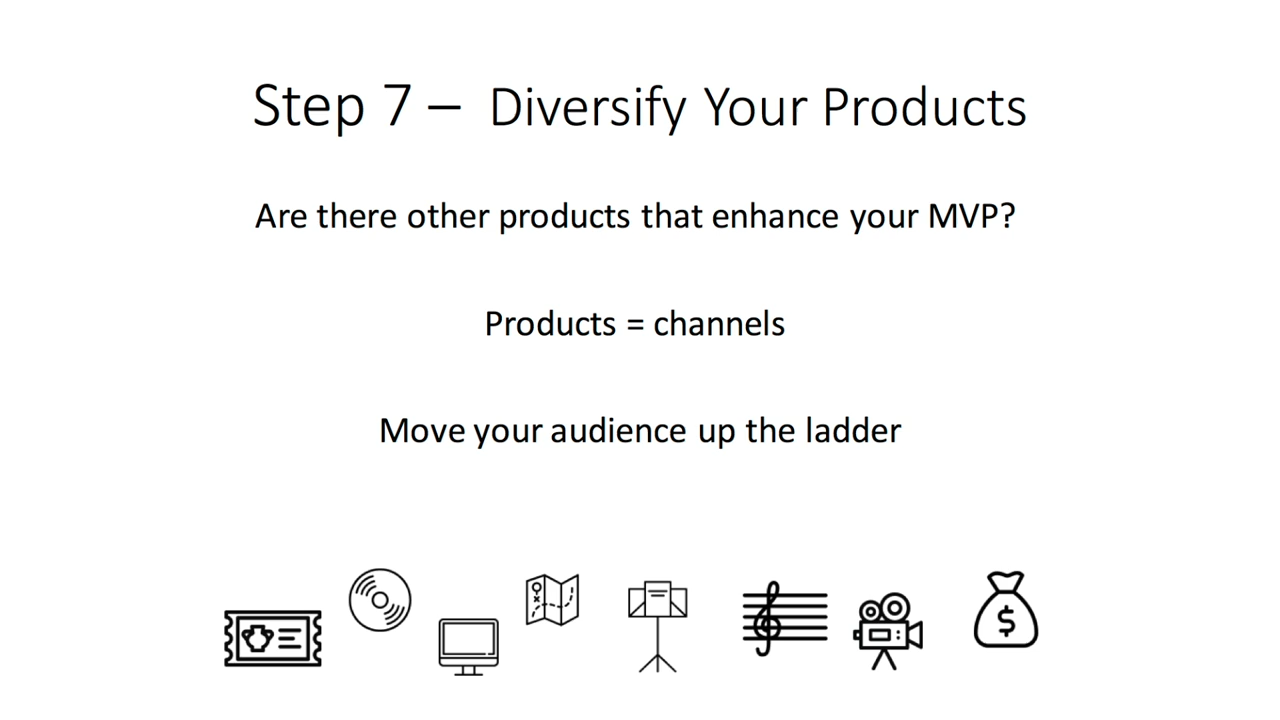 Step 7 – Diversify Your Products
Are there other products that enhance your MVP?
Products = channels
Move your audience up the ladder
$